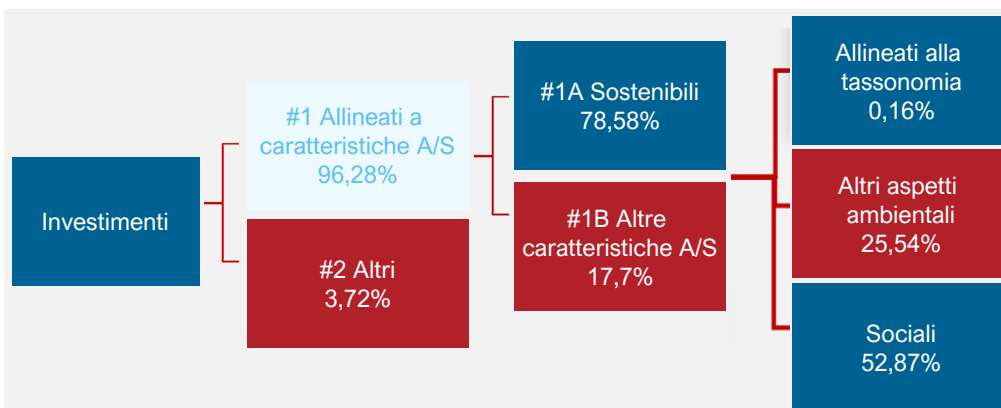 Investimenti
#1 Allineati a
caratteristiche A/S
96,28%
#2 Altri
3,72%
#1A Sostenibili
78,58%
#1B Altre
caratteristiche A/S
17,7%
Allineati alla
tassonomia
0,16%
Altri aspetti
ambientali
25,54%
Sociali
52,87%